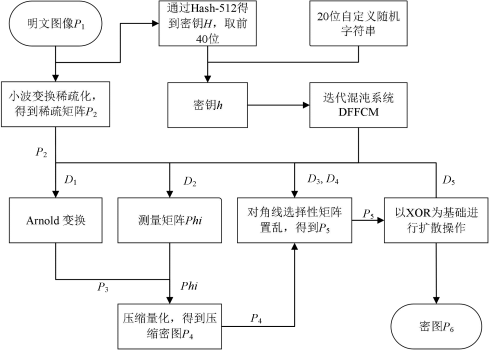 明文图像P1
通过Hash-512得
到密钥H，取前
40位
20位自定义随机
字符串
小波变换稀疏化，
得到稀疏矩阵P2
密钥h
迭代混沌系统
DFFCM
P2
D1
D2
D3, D4
D5
Arnold 变换
测量矩阵Phi
对角线选择性矩阵
置乱，得到P5
P5
以XOR为基础进
行扩散操作
P3
Phi
压缩量化，得到压
缩密图P4
P4
密图P6